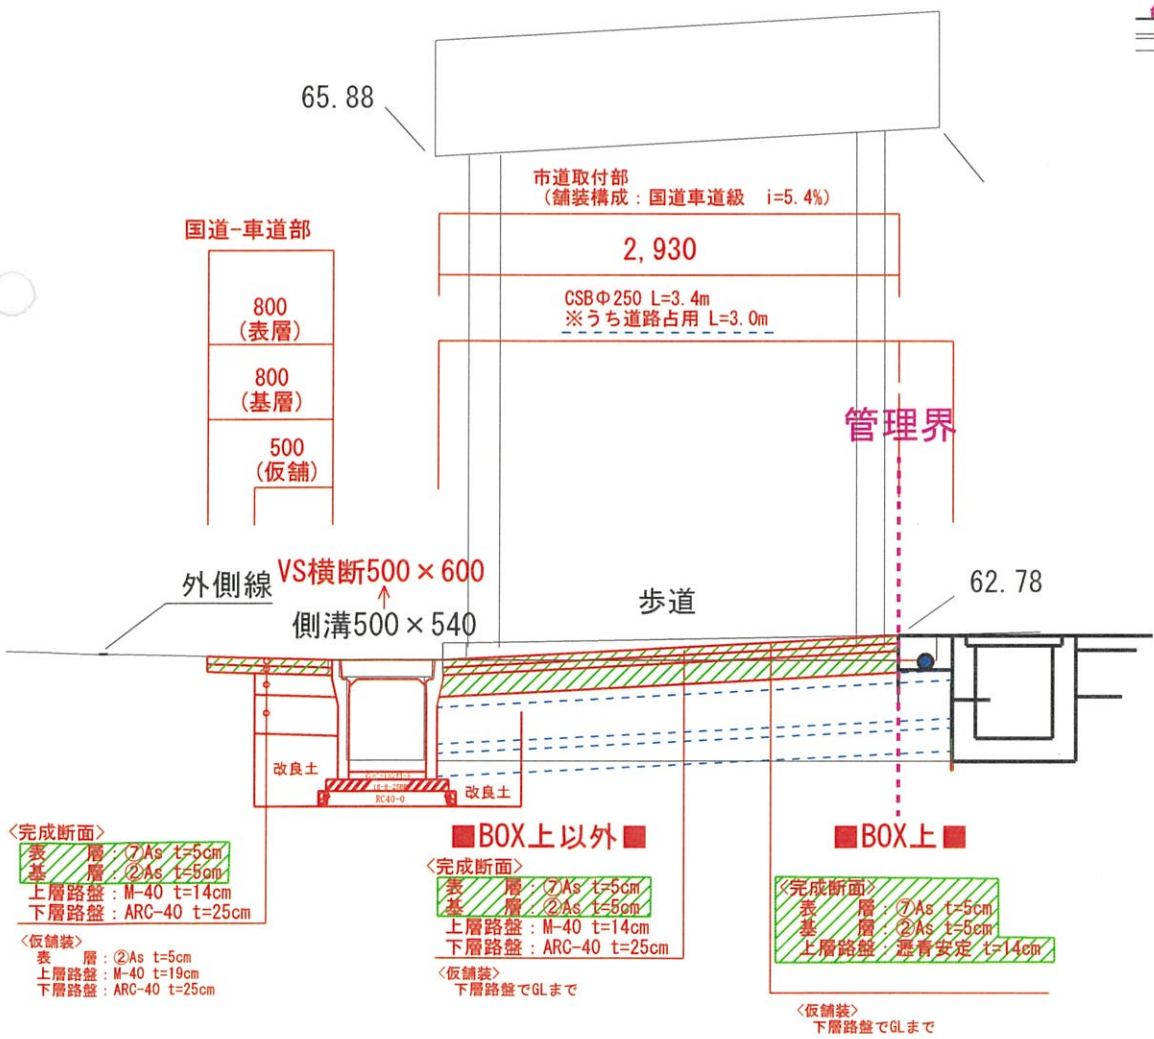 65.88
市道取付部
(舗装構成：国道車道級　i=5.4%)
国道-車道部
2,930
CSBΦ250 L=3.4m
※うち道路占用 L=3.0m
800
(表層)
800
(基層)
500
(仮舗)
管理界
外側線
VS横断500×600
側溝500×540
歩道
62.78
改良土
RC40-0
改良土
■BOX上以外■
■BOX上■
<完成断面>
表　層：⑦As t=5cm
基　層：②As t=5cm
上層路盤：M-40 t=14cm
下層路盤：ARC-40 t=25cm
<仮舗装>
表　層：②As t=5cm
上層路盤：M-40 t=19cm
下層路盤：ARC-40 t=25cm
<完成断面>
表　層：⑦As t=5cm
基　層：②As t=5cm
上層路盤：M-40 t=14cm
下層路盤：ARC-40 t=25cm
<仮舗装>
下層路盤でGLまで
<完成断面>
表　層：⑦As t=5cm
基　層：②As t=5cm
上層路盤：瀝青安定 t=14cm
<仮舗装>
下層路盤でGLまで